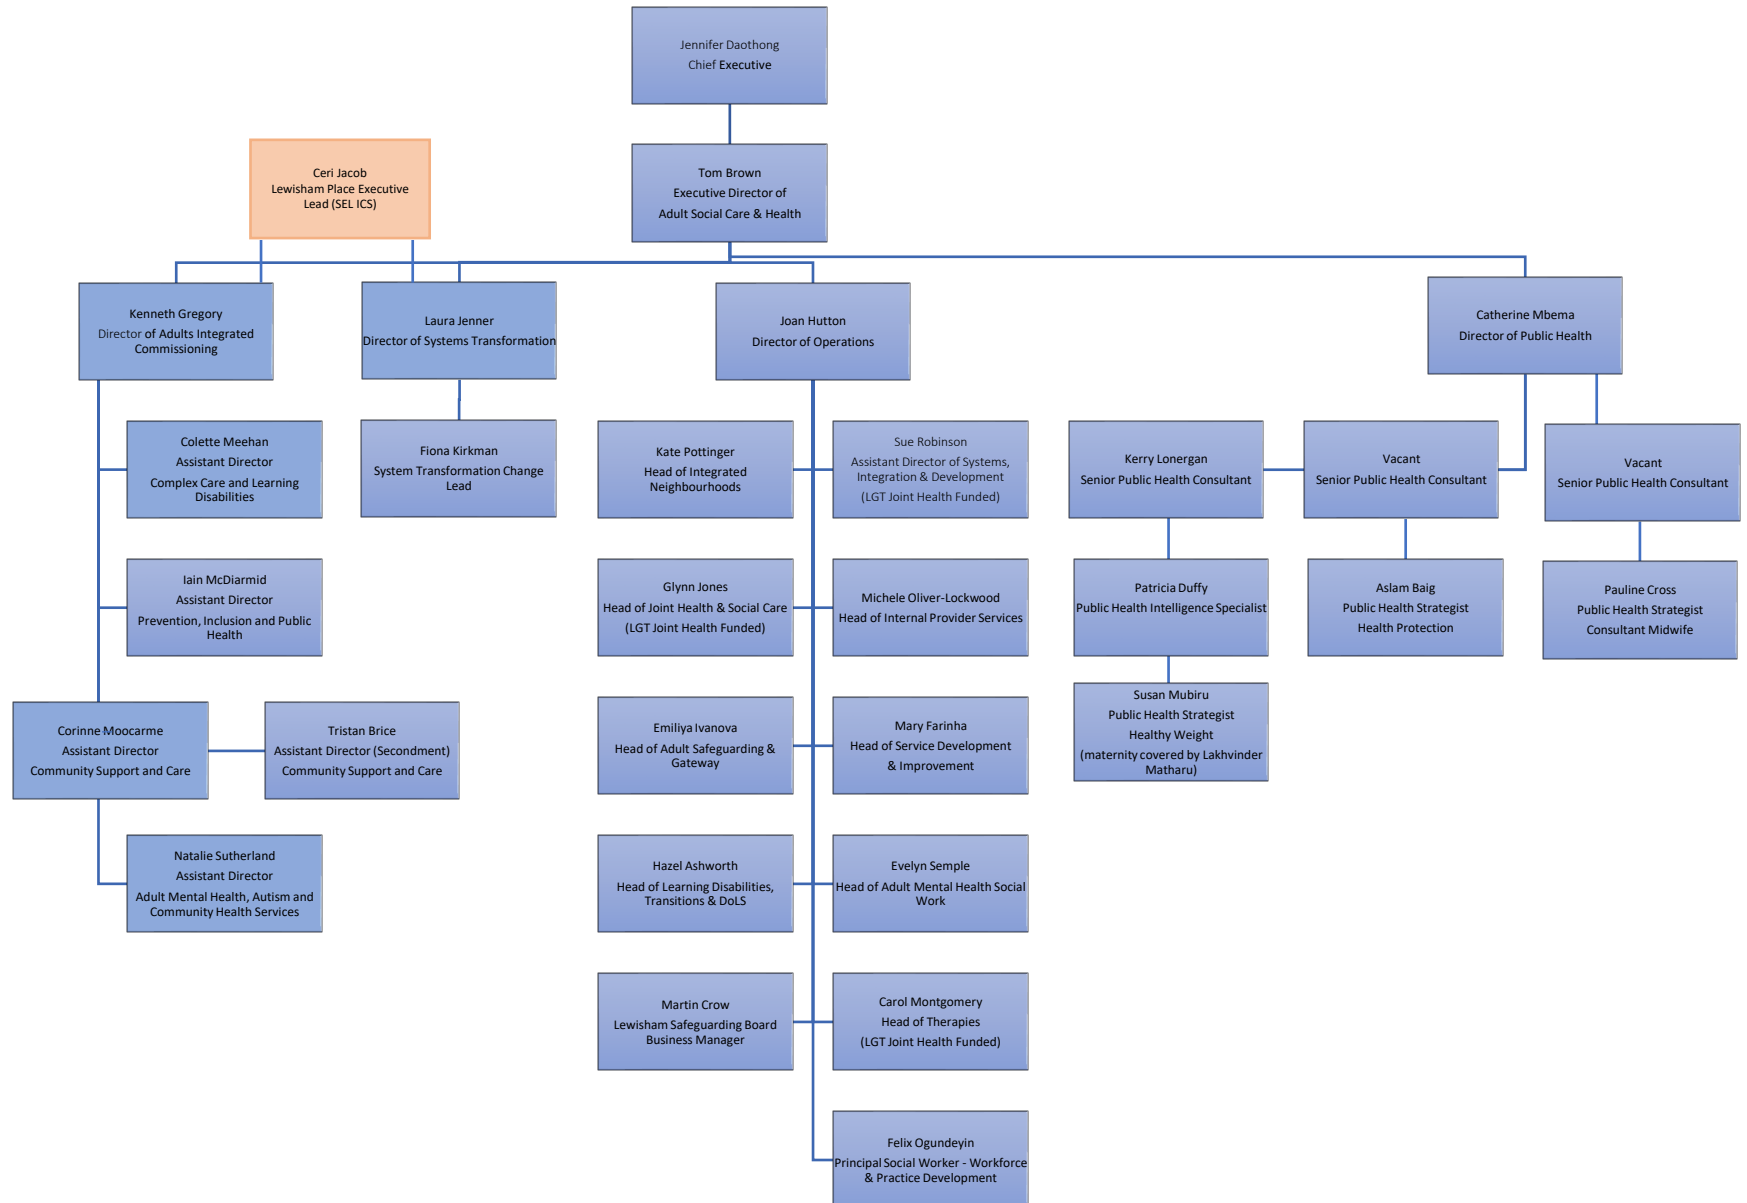 Jennifer Daothong
Chief Executive
Ceri Jacob
Lewisham Place Executive
Lead (SEL ICS)
Tom Brown
Executive Director of
Adult Social Care & Health
Kenneth Gregory
Director of Adults Integrated
Commissioning
Laura Jenner
Director of Systems Transformation
Joan Hutton
Director of Operations
Catherine Mbema
Director of Public Health
Colette Meehan
Assistant Director
Complex Care and Learning
Disabilities
Fiona Kirkman
System Transformation Change
Lead
Kate Pottinger
Head of Integrated
Neighbourhoods
Sue Robinson
Assistant Director of Systems,
Integration & Development
(LGT Joint Health Funded)
Kerry Lonergan
Senior Public Health Consultant
Vacant
Senior Public Health Consultant
Vacant
Senior Public Health Consultant
Iain McDiarmid
Assistant Director
Prevention, Inclusion and Public
Health
Glynn Jones
Head of Joint Health & Social Care
(LGT Joint Health Funded)
Michele Oliver-Lockwood
Head of Internal Provider Services
Patricia Duffy
Public Health Intelligence Specialist
Aslam Baig
Public Health Strategist
Health Protection
Pauline Cross
Public Health Strategist
Consultant Midwife
Corinne Moocarme
Assistant Director
Community Support and Care
Tristan Brice
Assistant Director (Secondment)
Community Support and Care
Emiliya Ivanova
Head of Adult Safeguarding &
Gateway
Mary Farinha
Head of Service Development
& Improvement
Susan Mubiru
Public Health Strategist
Healthy Weight
(maternity covered by Lakhvinder
Matharu)
Natalie Sutherland
Assistant Director
Adult Mental Health, Autism and
Community Health Services
Hazel Ashworth
Head of Learning Disabilities,
Transitions & DoLS
Evelyn Semple
Head of Adult Mental Health Social
Work
Martin Crow
Lewisham Safeguarding Board
Business Manager
Carol Montgomery
Head of Therapies
(LGT Joint Health Funded)
Felix Ogundeyin
Principal Social Worker - Workforce
& Practice Development